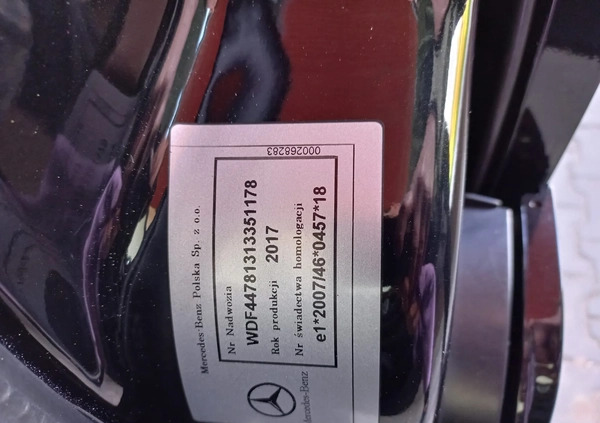 Mercedes-Benz Polska Sp. z o.o.
000268283
Nr Nadwozia
WDF44781313351178
Rok produkcji 2017
Nr świadectwa homologacji
e1*2007/46*0457*18
Mercedes-Benz